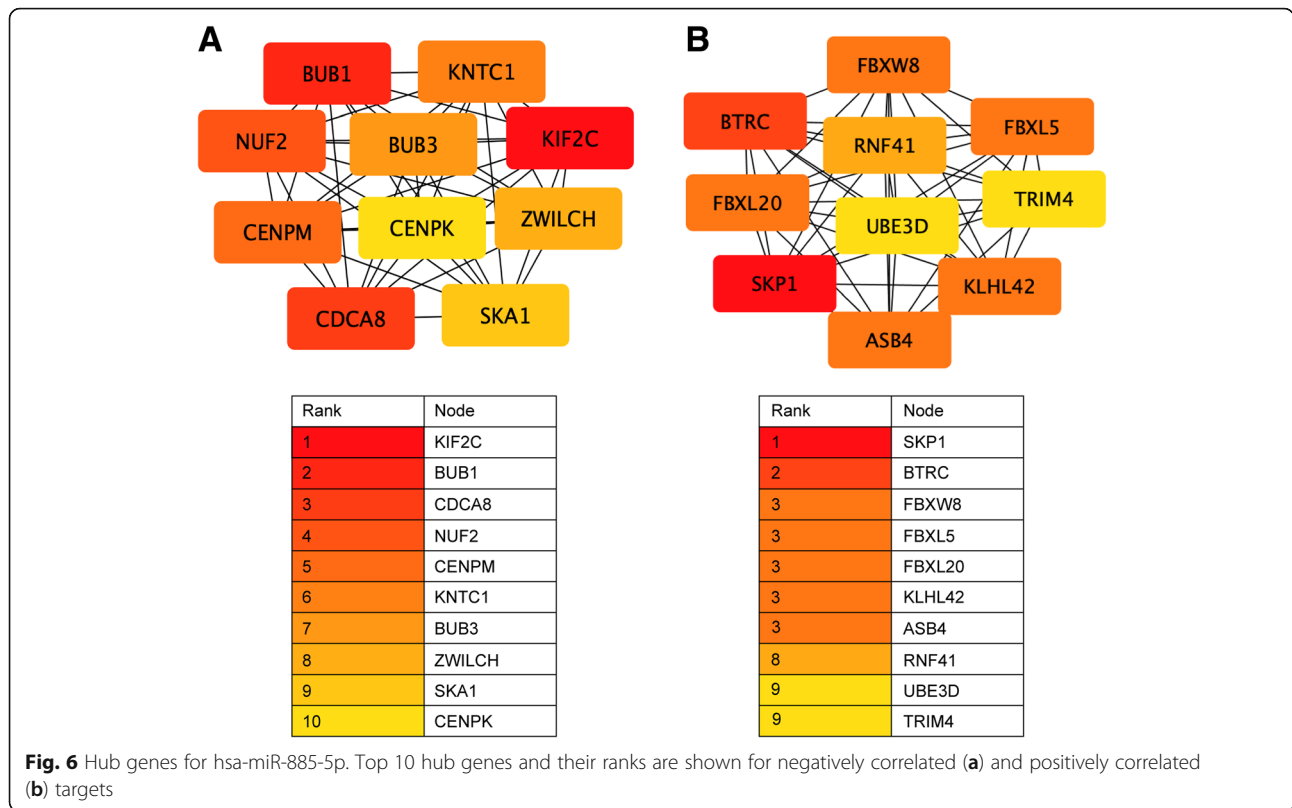 A
BUB1
KNTC1
NUF2
BUB3
KIF2C
CENPM
CENPK
ZWILCH
CDCA8
SKA1
Rank Node
1 KIF2C
2 BUB1
3 CDCA8
4 NUF2
5 CENPM
6 KNTC1
7 BUB3
8 ZWILCH
9 SKA1
10 CENPK
B
FBXW8
BTRC
FBXL5
RNF41
FBXL20
TRIM4
UBE3D
SKP1
KLHL42
ASB4
Rank Node
1 SKP1
2 BTRC
3 FBXW8
3 FBXL5
3 FBXL20
3 KLHL42
3 ASB4
8 RNF41
9 UBE3D
9 TRIM4
Fig. 6 Hub genes for hsa-miR-885-5p. Top 10 hub genes and their ranks are shown for negatively correlated (a) and positively correlated
(b) targets